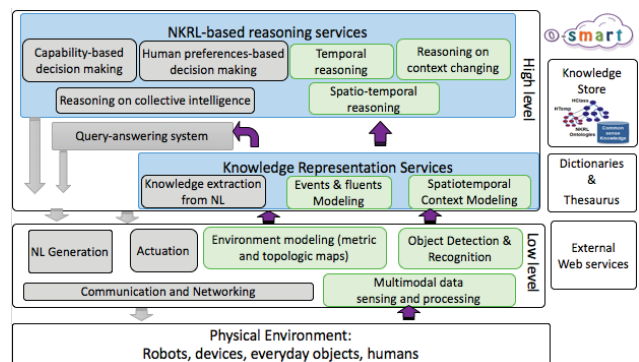 NKRL-based reasoning services
Capability-based
decision making
Human preferences-based
decision making
Temporal
reasoning
Reasoning on
context changing
Reasoning on collective intelligence
Spatio-temporal
reasoning
High level
Query-answering system
Knowledge Representation Services
Knowledge extraction
from NL
Events & fluents
Modeling
Spatiotemporal
Context Modeling
NL Generation
Actuation
Environment modeling (metric
and topologic maps)
Object Detection &
Recognition
Low level
Communication and Networking
Multimodal data
sensing and processing
Physical Environment:
Robots, devices, everyday objects, humans
smart
Knowledge
Store
HClass
HTemp
NKRL
Ontologies
Common
sense
Knowledge
Dictionaries
&
Thesaurus
External
Web services